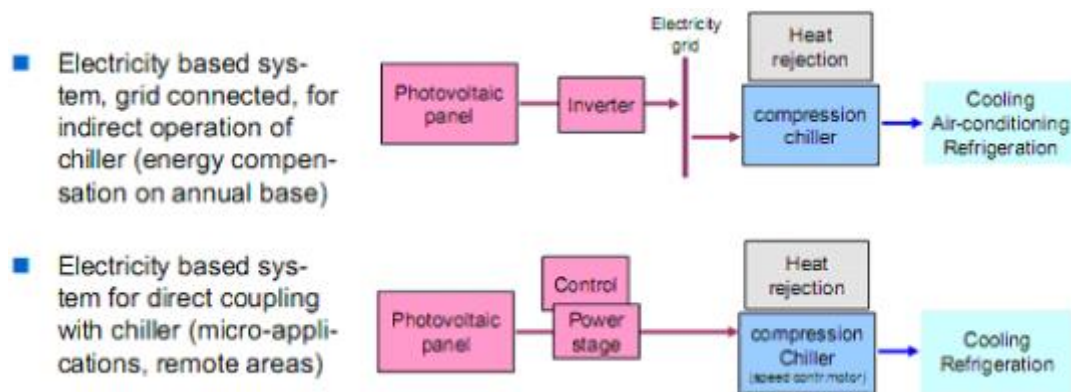 Electricity based sys-
tem, grid connected, for
indirect operation of
chiller (energy compen-
sation on annual base)
Photovoltaic
panel
Inverter
Electricity
grid
Heat
rejection
compression
chiller
Cooling
Air-conditioning
Refrigeration
Electricity based sys-
tem for direct coupling
with chiller (micro-appli-
cations, remote areas)
Photovoltaic
panel
Control
Power
stage
Heat
rejection
compression
Chiller
(speed contr.motor)
Cooling
Refrigeration